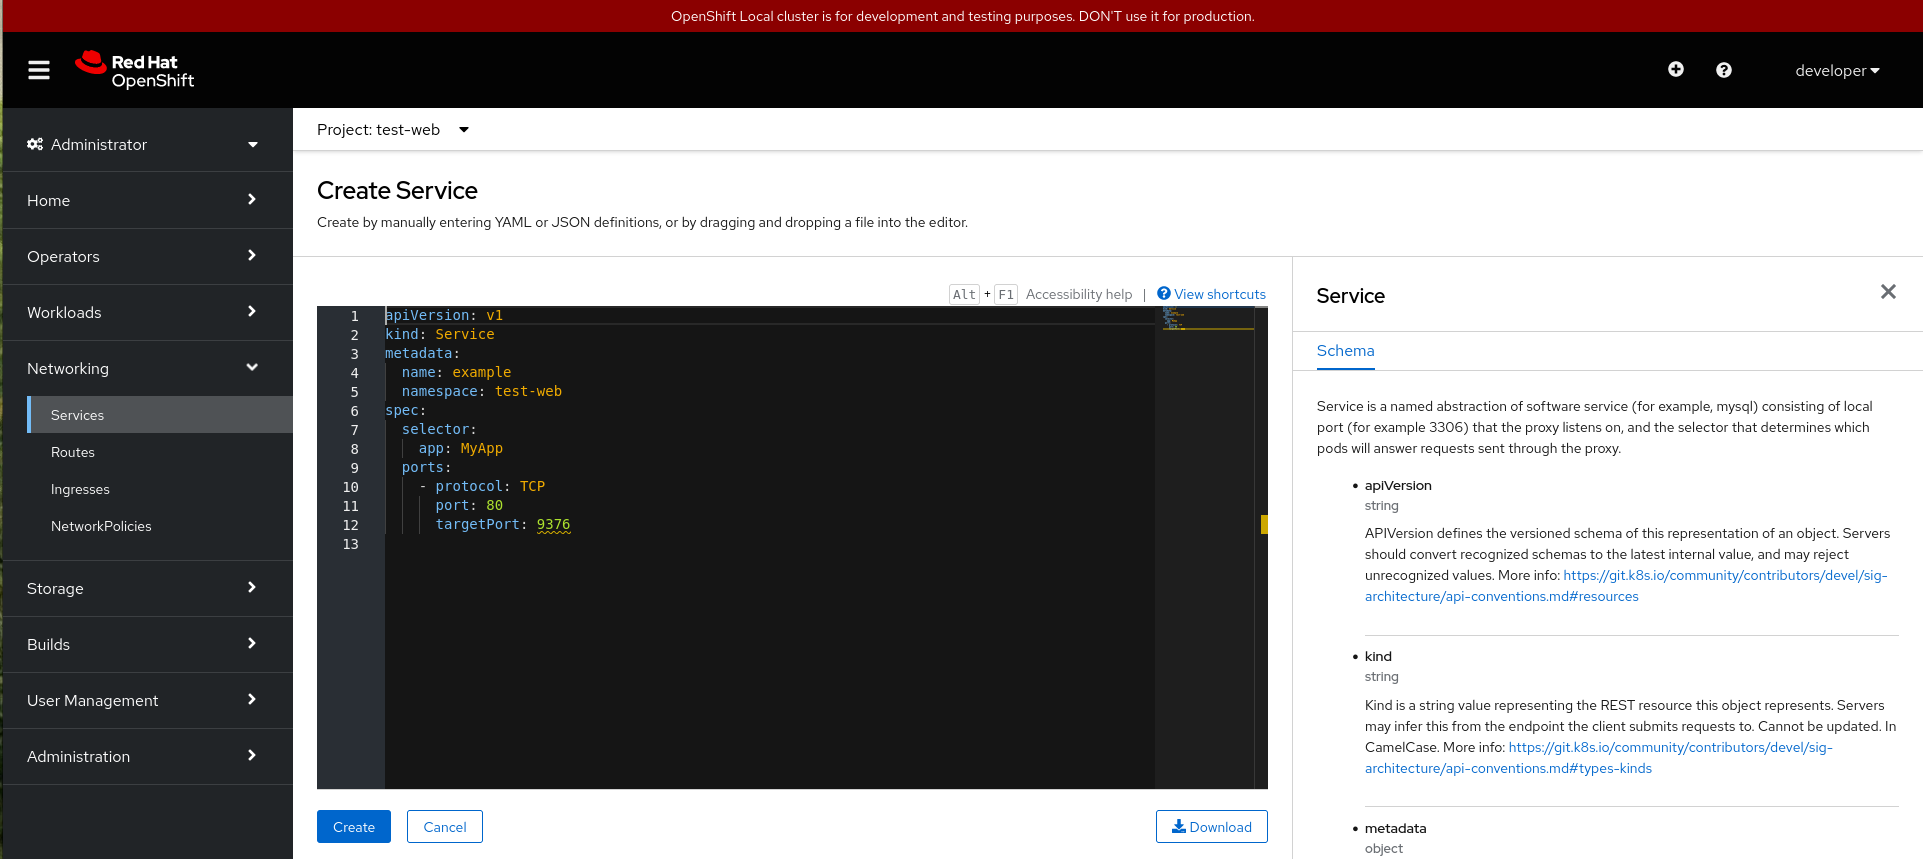 OpenShift Local cluster is for development and testing purposes. DON'T use it for production.
Red Hat
OpenShift
developer
Administrator
Home
Operators
Workloads
Networking
Services
Routes
Ingresses
NetworkPolicies
Storage
Builds
User Management
Administration
Project: test-web
Create Service
Create by manually entering YAML or JSON definitions, or by dragging and dropping a file into the editor.
Alt + F1 Accessibility help | View shortcuts
1 apiVersion: v1
2 kind: Service
3 metadata:
4   name: example
5   namespace: test-web
6 spec:
7   selector:
8     app: MyApp
9   ports:
10     - protocol: TCP
11       port: 80
12       targetPort: 9376
13
Create
Cancel
Download
Service
Schema
Service is a named abstraction of software service (for example, mysql) consisting of local
port (for example 3306) that the proxy listens on, and the selector that determines which
pods will answer requests sent through the proxy.
• apiVersion
string
APIVersion defines the versioned schema of this representation of an object. Servers
should convert recognized schemas to the latest internal value, and may reject
unrecognized values. More info: https://git.k8s.io/community/contributors/devel/sig-
architecture/api-conventions.md#resources
• kind
string
Kind is a string value representing the REST resource this object represents. Servers
may infer this from the endpoint the client submits requests to. Cannot be updated. In
CamelCase. More info: https://git.k8s.io/community/contributors/devel/sig-
architecture/api-conventions.md#types-kinds
• metadata
object